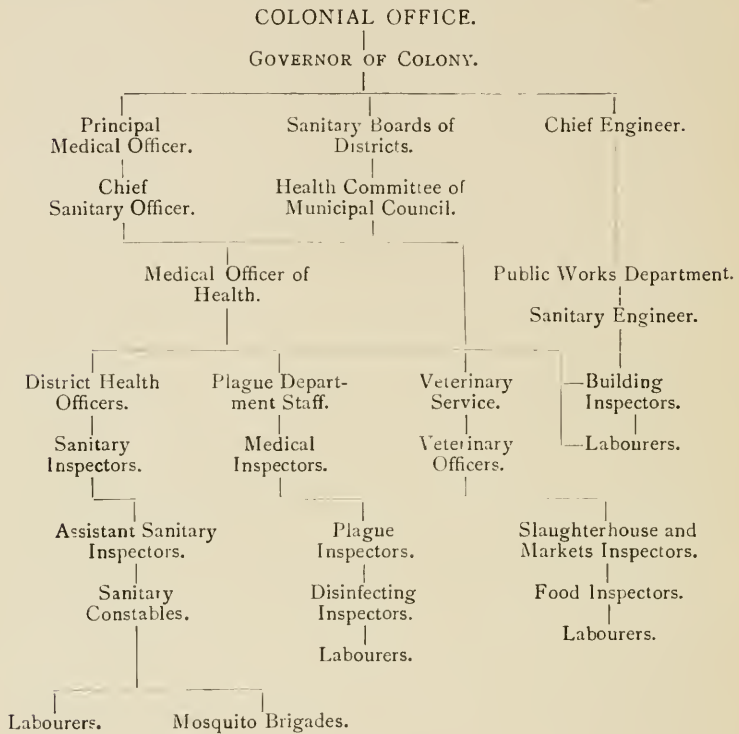 COLONIAL OFFICE.
GOVERNOR OF COLONY.
Principal
Medical Officer.
Sanitary Boards of
Districts.
Chief Engineer.
Chief
Sanitary Officer.
Health Committee of
Municipal Council.
Medical Officer of
Health.
Public Works Department.
Sanitary Engineer.
District Health
Officers.
Plague Depart-
ment Staff.
Veterinary
Service.
Building
Inspectors.
Sanitary
Inspectors.
Medical
Inspectors.
Veterinary
Officers.
Labourers.
Assistant Sanitary
Inspectors.
Plague
Inspectors.
Slaughterhouse and
Markets Inspectors.
Sanitary
Constables.
Disinfecting
Inspectors.
Food Inspectors.
Labourers.
Labourers.
Labourers.
Mosquito Brigades.